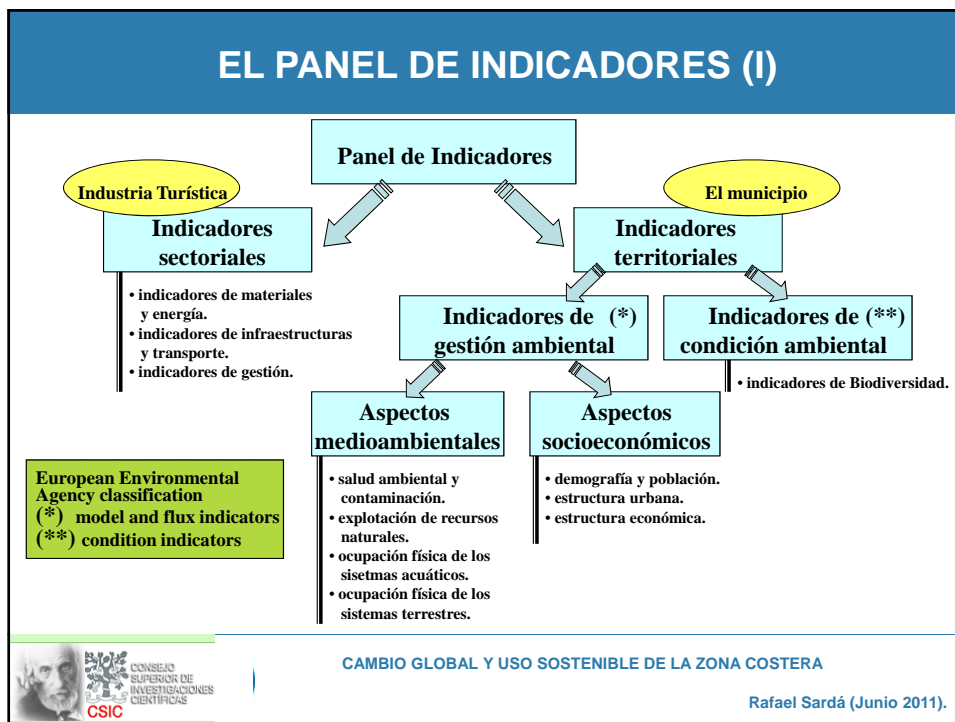 EL PANEL DE INDICADORES (I)
Panel de Indicadores
Industria Turística
El municipio
Indicadores
sectoriales
Indicadores
territoriales
• indicadores de materiales
y energía.
• indicadores de infraestructuras
y transporte.
• indicadores de gestión.
Indicadores de (*)
gestión ambiental
Indicadores de (**)
condición ambiental
• indicadores de Biodiversidad.
Aspectos
medioambientales
Aspectos
socioeconómicos
• salud ambiental y
contaminación.
• explotación de recursos
naturales.
• ocupación física de los
sisetmas acuáticos.
• ocupación física de los
sistemas terrestres.
• demografía y población.
• estructura urbana.
• estructura económica.
European Environmental
Agency classification
(*) model and flux indicators
(**) condition indicators
CONSEJO
SUPERIOR DE
INVESTIGACIONES
CIENTÍFICAS
CSIC
CAMBIO GLOBAL Y USO SOSTENIBLE DE LA ZONA COSTERA
Rafael Sardá (Junio 2011).